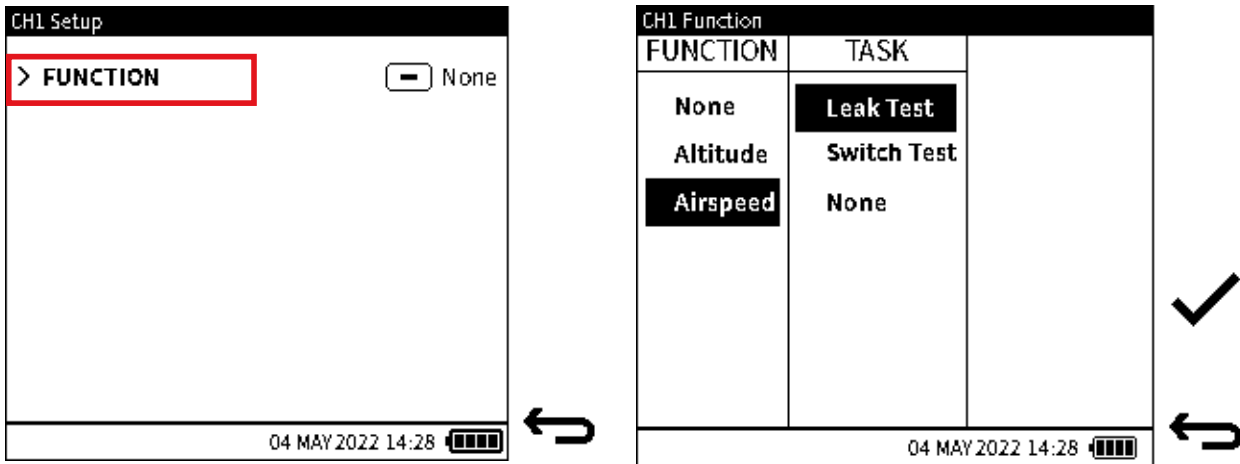 CH1 Setup
> FUNCTION None
04 MAY 2022 14:28
CH1 Function
FUNCTION TASK
None Leak Test
Altitude Switch Test
Airspeed None
04 MAY 2022 14:28